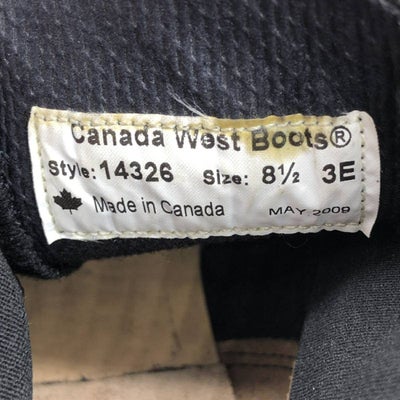 Canada West Boots®
Style: 14326 Size: 8½ 3E
Made in Canada MAY 2009